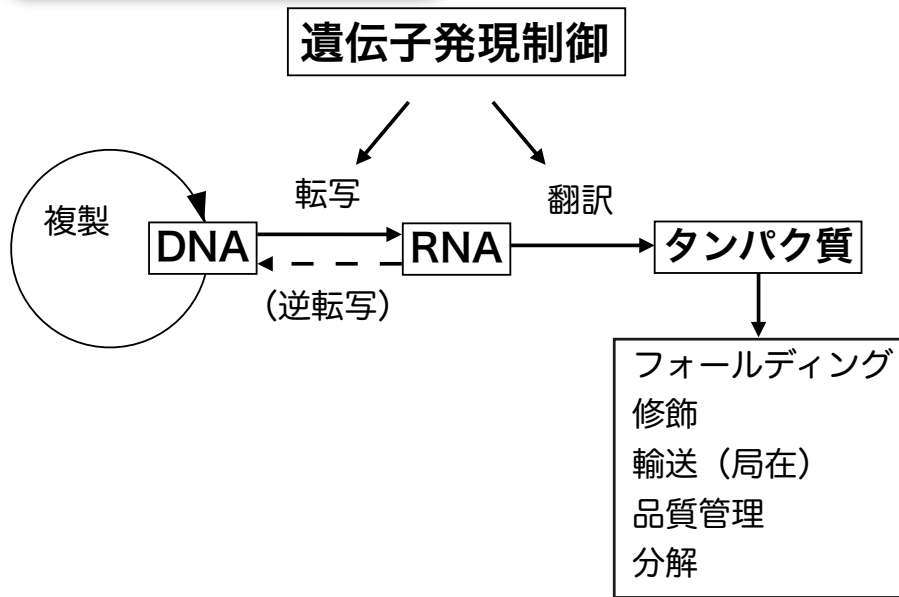 遺伝子発現制御
転写
翻訳
複製
DNA
RNA
タンパク質
(逆転写)
フォールディング
修飾
輸送（局在）
品質管理
分解